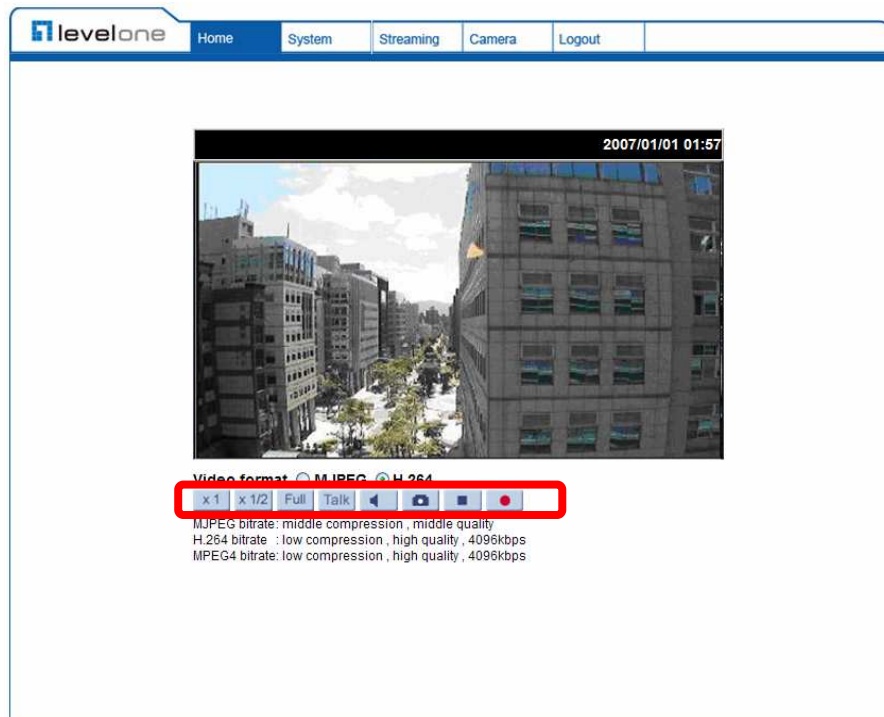 levelone
Home System Streaming Camera Logout
2007/01/01 01:57
Video format MJPEG H.264
x 1 x 1/2 Full Talk
MJPEG bitrate: middle compression , middle quality
H.264 bitrate : low compression , high quality , 4096kbps
MPEG4 bitrate: low compression , high quality , 4096kbps